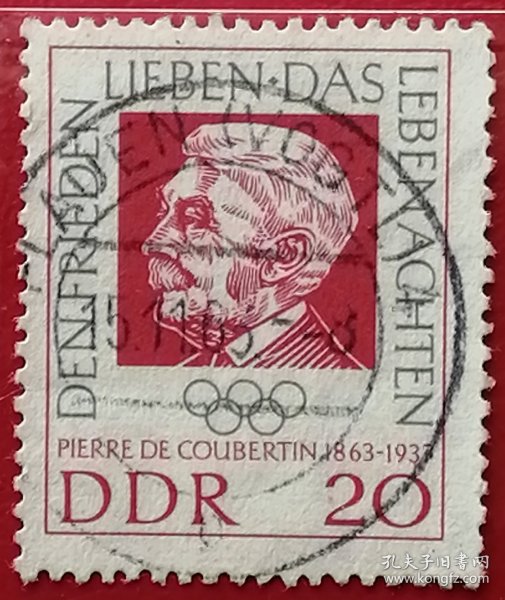 DEN FRIEDEN
LIEBEN · DAS
LEBEN ACHTEN
PIERRE DE COUBERTIN 1863-1937
DDR 20
孔夫子旧书网
www.kongfz.com